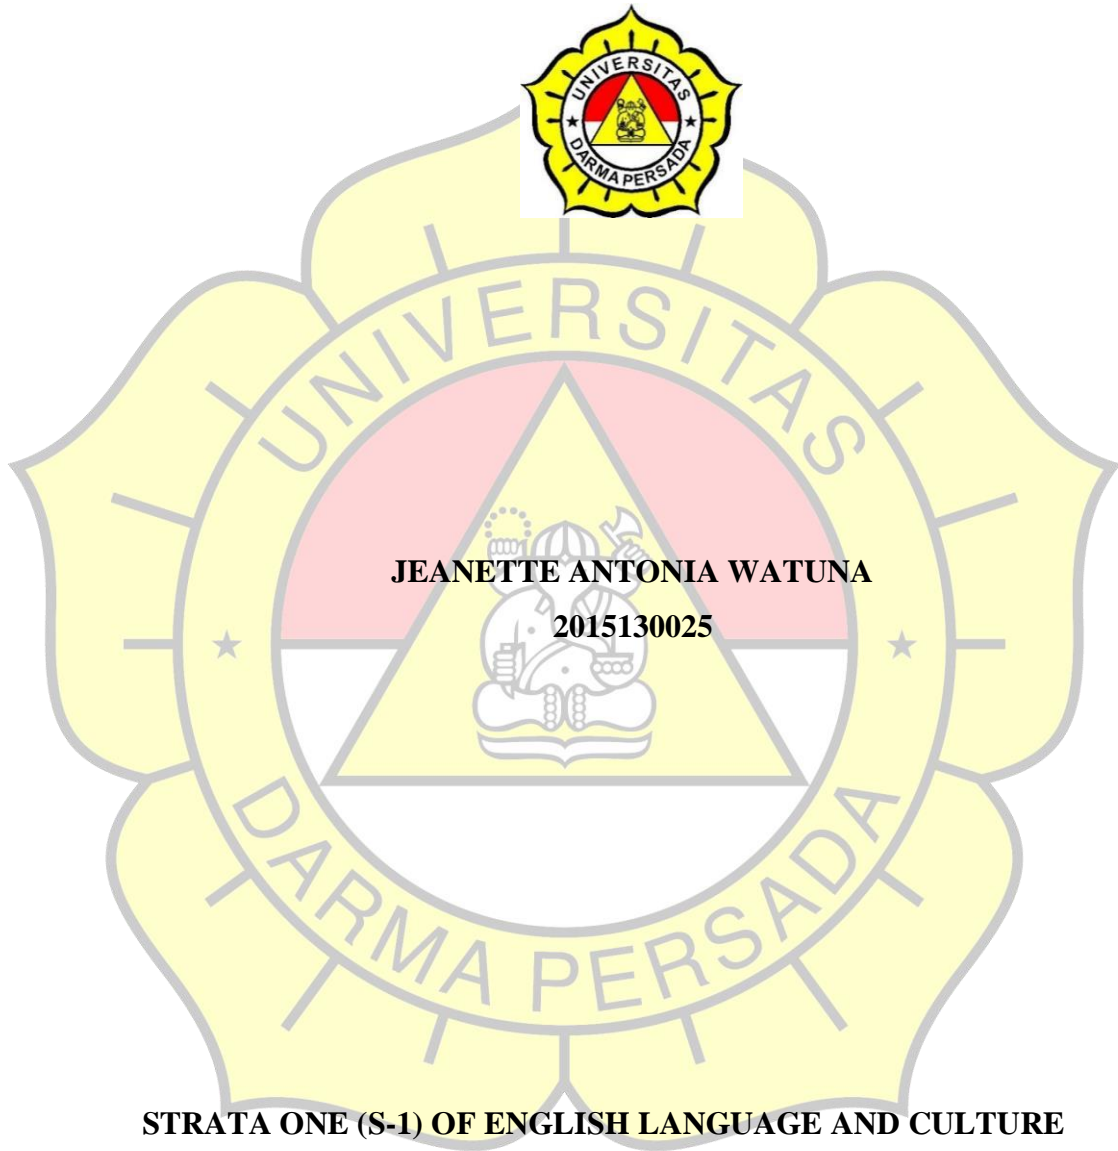 UNIVERSITAS
DARMA PERSADA
UNIVERSITAS
JEANETTE ANTONIA WATUNA
2015130025
DARMA PERSADA
STRATA ONE (S-1) OF ENGLISH LANGUAGE AND CULTURE